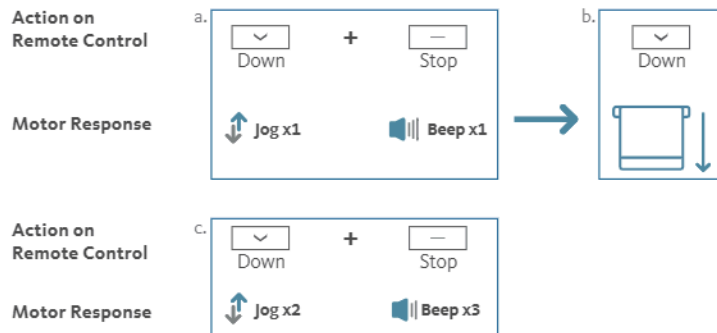 Action on
Remote Control
a.
+
Down
Stop
b.
Down
Motor Response
Jog x1
Beep x1
Action on
Remote Control
c.
+
Down
Stop
Motor Response
Jog x2
Beep x3